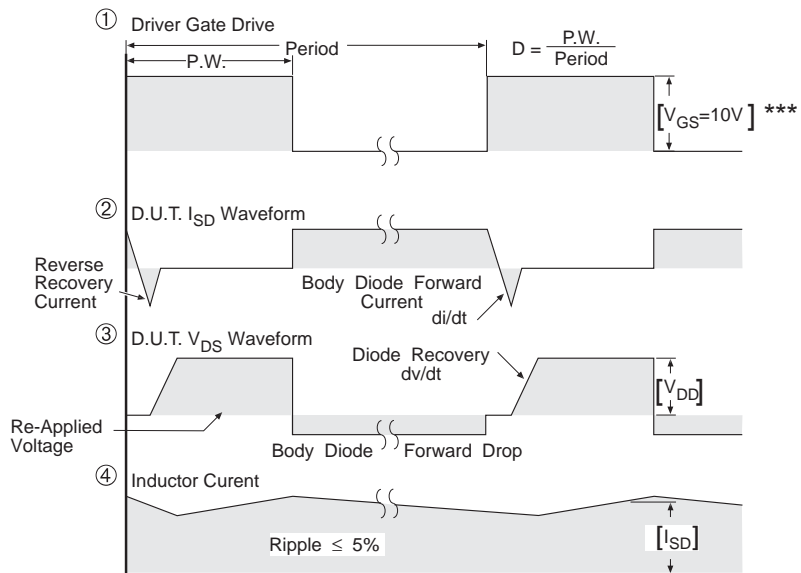 ① Driver Gate Drive
P.W.
Period
D = P.W. / Period
[VGS=10V] ***
② D.U.T. ISD Waveform
Reverse
Recovery
Current
Body Diode Forward
Current
di/dt
③ D.U.T. VDS Waveform
Diode Recovery
dv/dt
[VDD]
Re-Applied
Voltage
Body Diode Forward Drop
④ Inductor Curent
Ripple ≤ 5%
[ISD]